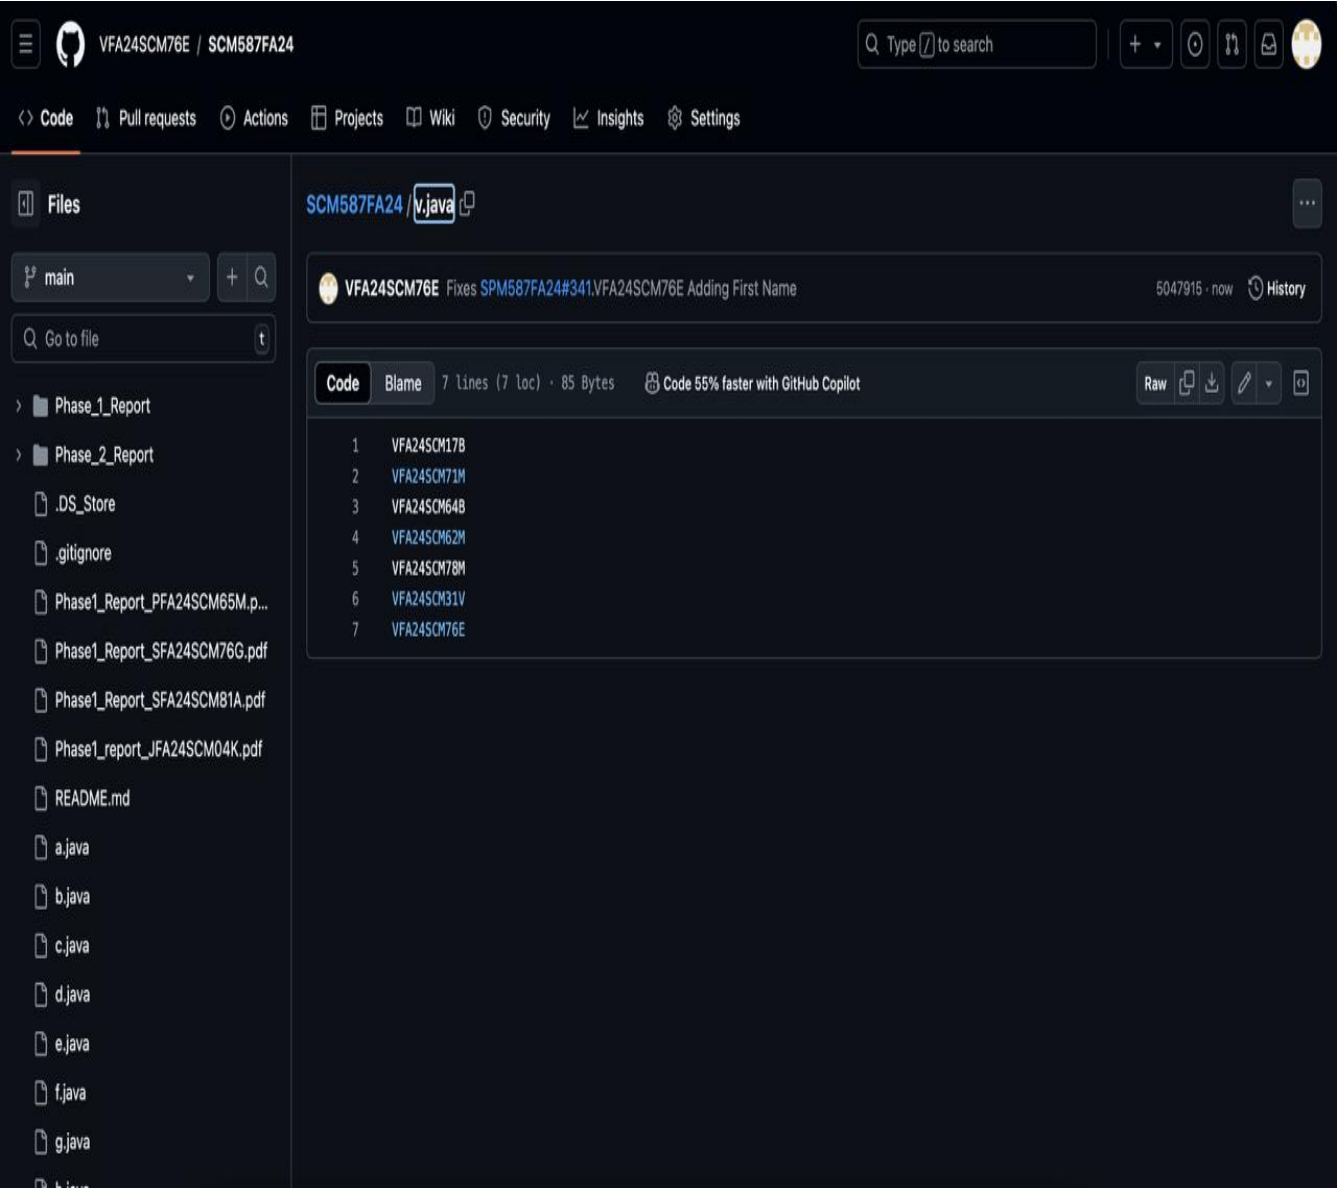 VFA24SCM76E / SCM587FA24
Type / to search
Code Pull requests Actions Projects Wiki Security Insights Settings
Files
main
Go to file t
Phase_1_Report
Phase_2_Report
.DS_Store
.gitignore
Phase1_Report_PFA24SCM65M.p...
Phase1_Report_SFA24SCM76G.pdf
Phase1_Report_SFA24SCM81A.pdf
Phase1_report_JFA24SCM04K.pdf
README.md
a.java
b.java
c.java
d.java
e.java
f.java
g.java
SCM587FA24 / v.java
VFA24SCM76E Fixes SPM587FA24#341.VFA24SCM76E Adding First Name 5047915 · now History
Code Blame 7 lines (7 loc) · 85 Bytes Code 55% faster with GitHub Copilot Raw
1 VFA24SCM17B
2 VFA24SCM71M
3 VFA24SCM64B
4 VFA24SCM62M
5 VFA24SCM78M
6 VFA24SCM31V
7 VFA24SCM76E